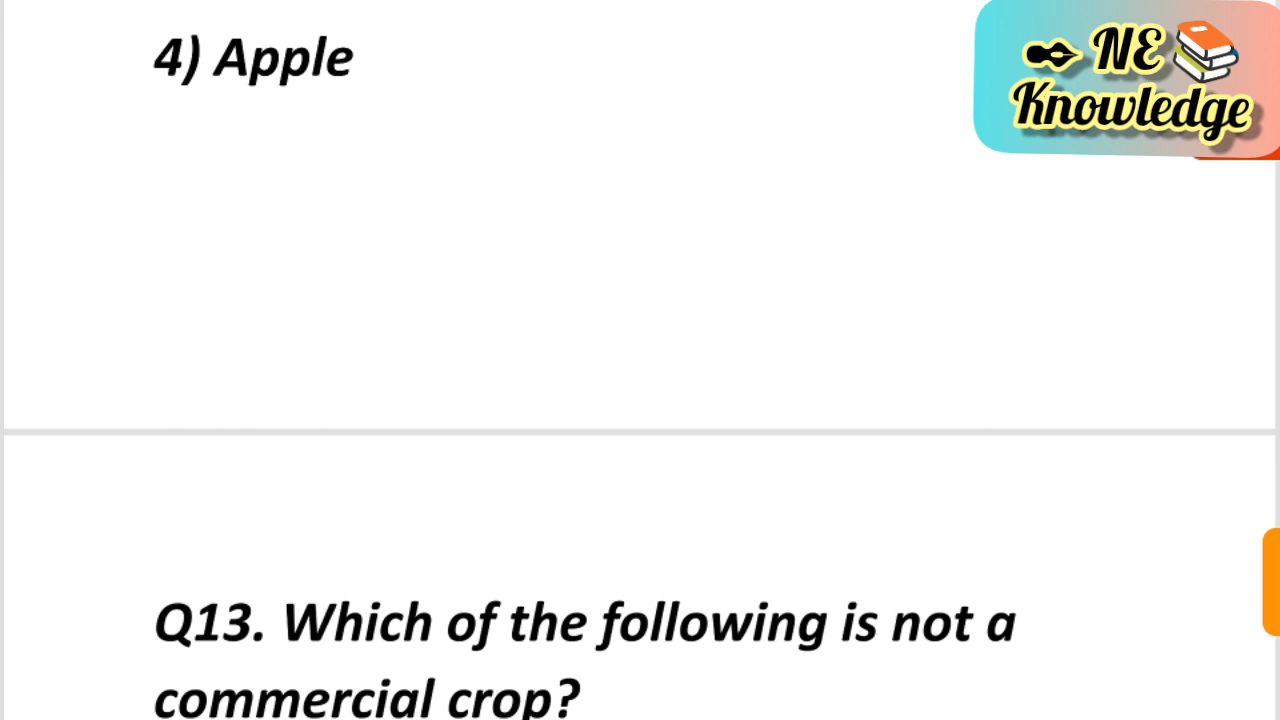 4) Apple
NE
Knowledge
Q13. Which of the following is not a
commercial crop?